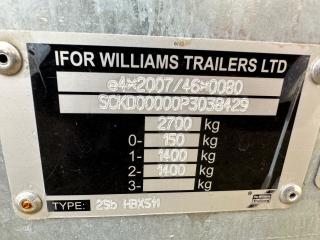 IFOR WILLIAMS TRAILERS LTD
e4*2007/46*0080
SCKD00000P3038429
2700 kg
0- 150 kg
1- 1400 kg
2- 1400 kg
3- kg
TYPE: 2Sb HBX511